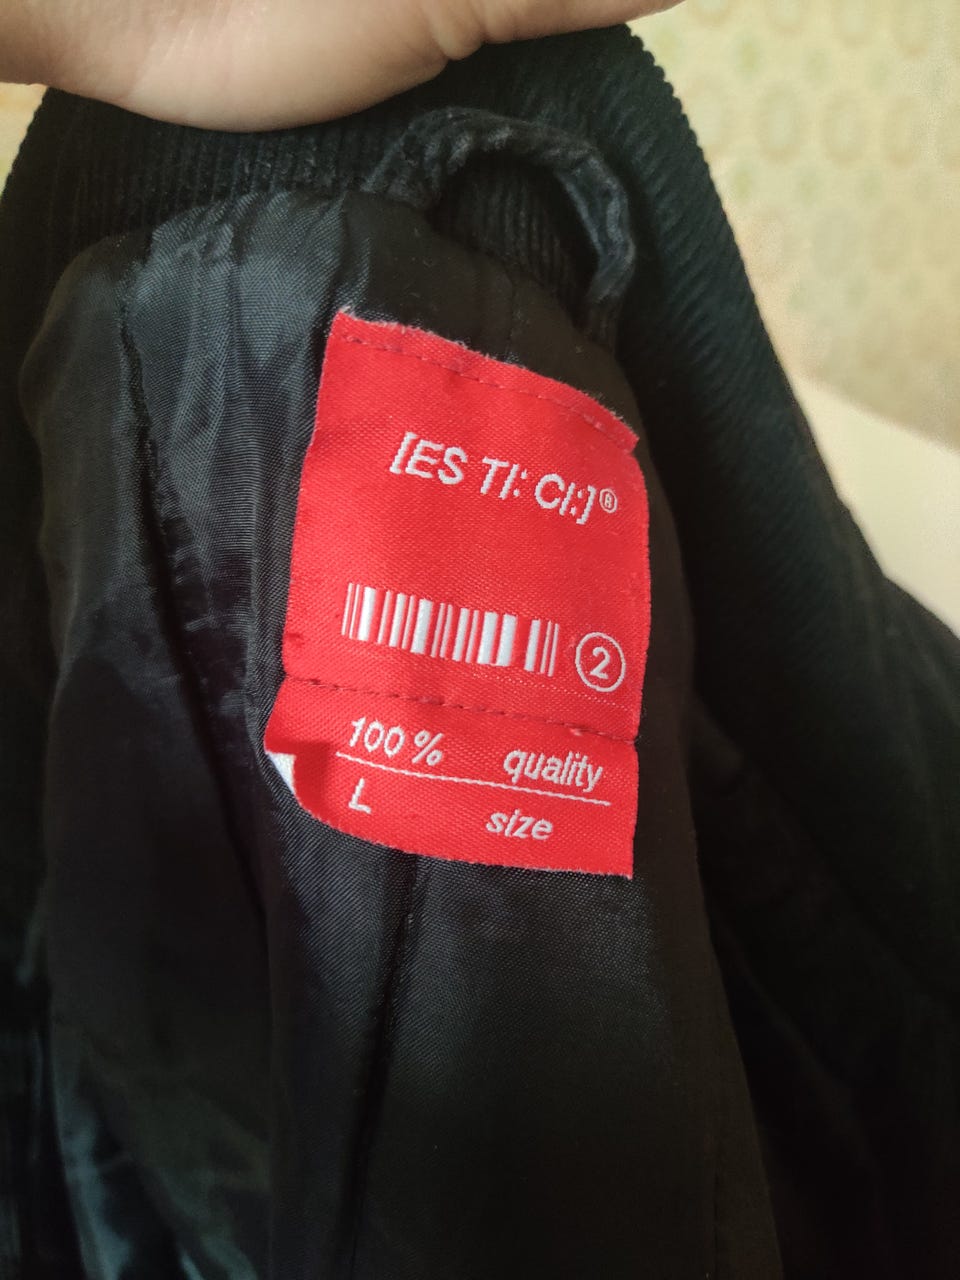 [ES TI: CI:]®
2
100 % quality
L size